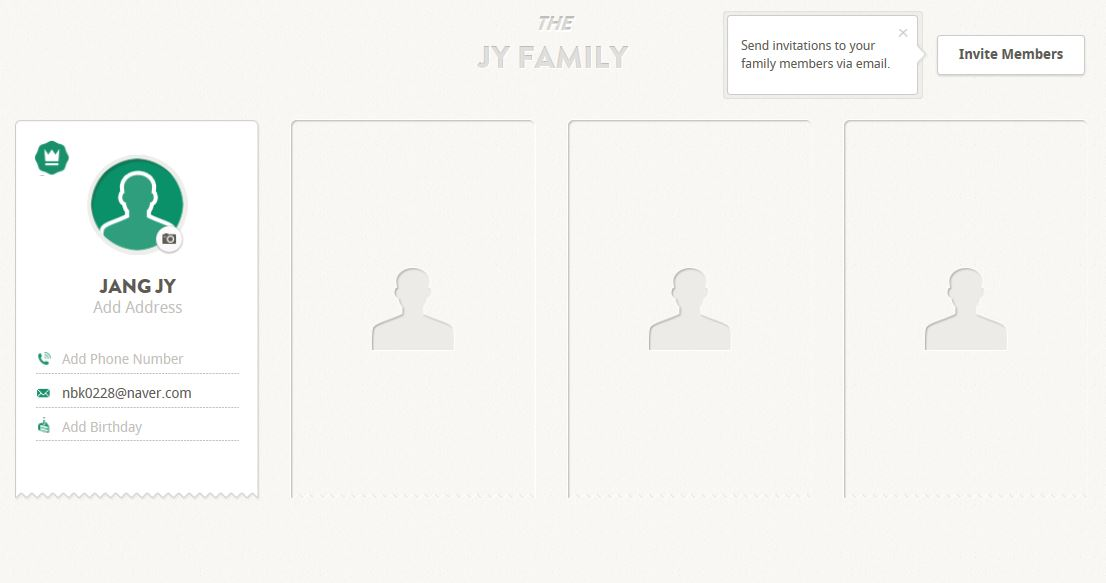 THE
JY FAMILY
Send invitations to your
family members via email.
Invite Members
JANG JY
Add Address
Add Phone Number
nbk0228@naver.com
Add Birthday